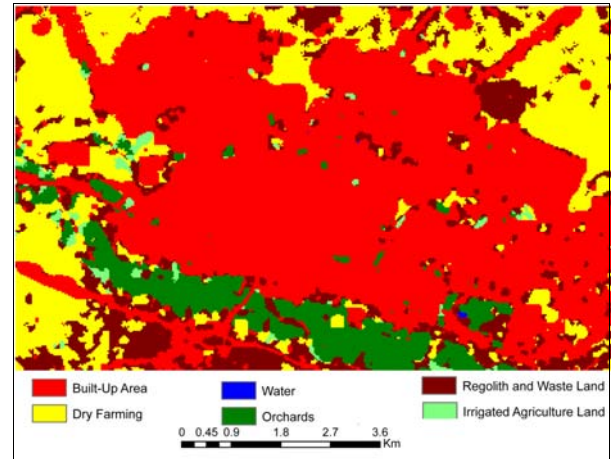 Built-Up Area
Water
Regolith and Waste Land
Dry Farming
Orchards
Irrigated Agriculture Land
0 0.45 0.9 1.8 2.7 3.6
Km